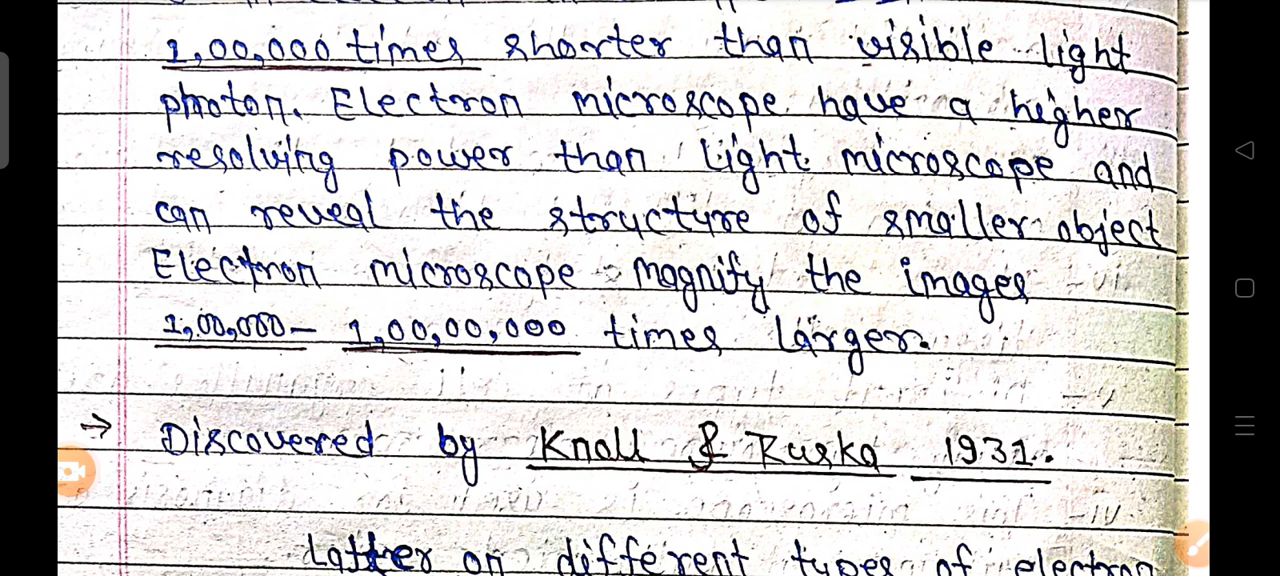 1,00,000 times shorter than visible light
photon. Electron microscope have a higher
resolving power than light microscope and
can reveal the structure of smaller object
Electron microscope magnify the images
1,00,000 - 1,00,00,000 times larger.
→ Discovered by Knoll & Ruska 1931.
Latter on different types of electron